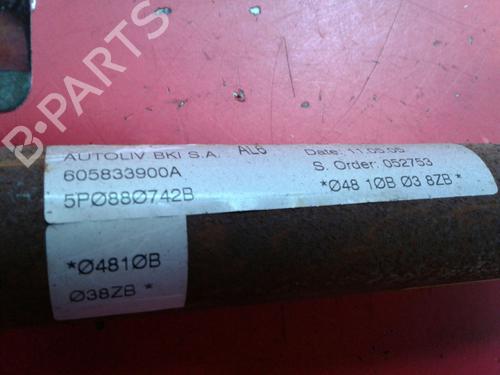 B-PARTS
AUTOLIV BKI S.A. AL6 Date: 11.05.05
605833900A S. Order: 052753
5PØ88Ø742B *Ø48 1ØB Ø3 8ZB*
*Ø481ØB
Ø38ZB*